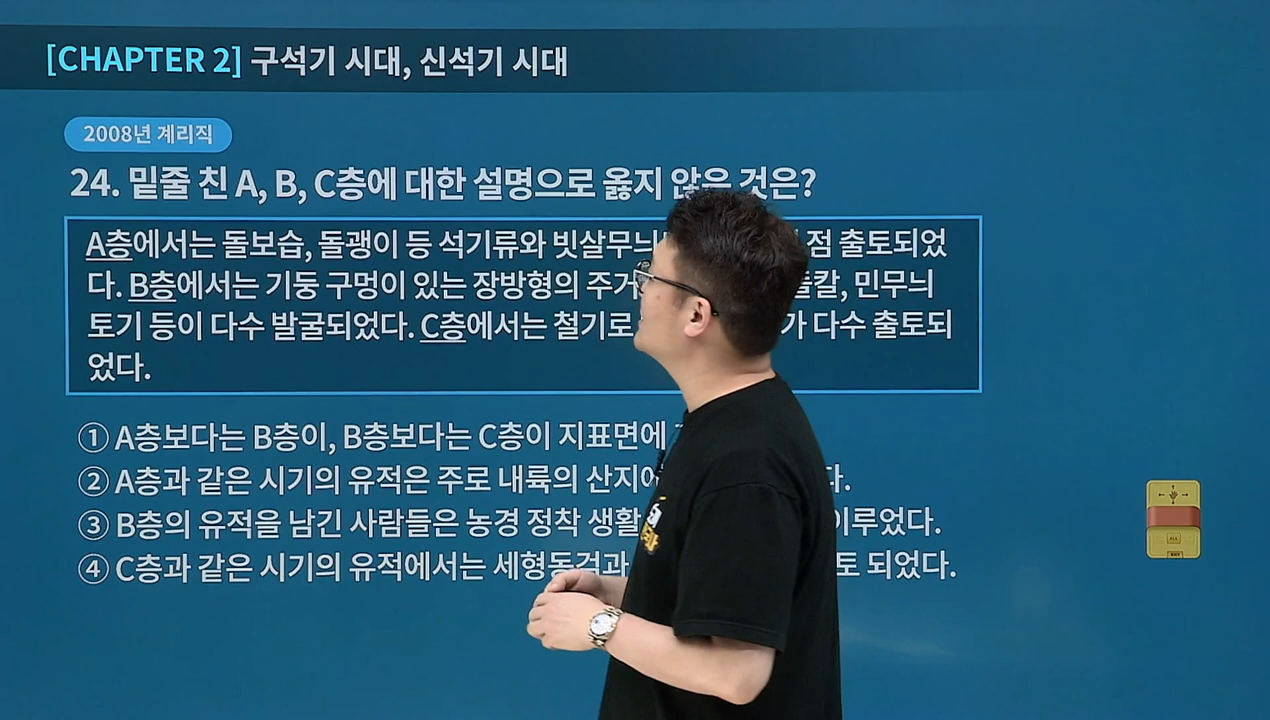 [CHAPTER 2] 구석기 시대, 신석기 시대
2008년 계리직
24. 밑줄 친 A, B, C층에 대한 설명으로 옳지 않은 것은?
A층에서는 돌보습, 돌괭이 등 석기류와 빗살무늬 점 출토되었
다. B층에서는 기둥 구멍이 있는 장방형의 민무늬
토기 등이 다수 발굴되었다. C층에서는 철기로 다수 출토되
었다.
① A층보다는 B층이, B층보다는 C층이 지표면에
② A층과 같은 시기의 유적은 주로 내륙의
③ B층의 유적을 남긴 사람들은 농경 정착 생활 이루었다.
④ C층과 같은 시기의 유적에서는 세형동검과 되었다.
ALL